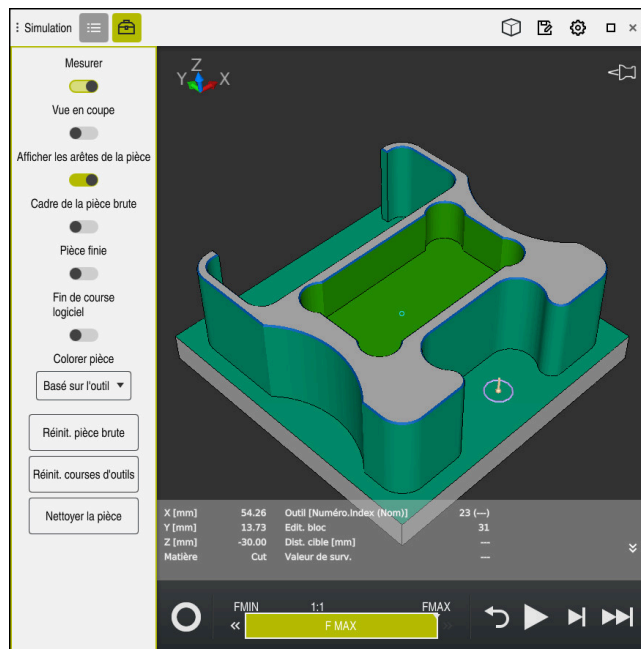 Simulation
Mesurer
Vue en coupe
Afficher les arêtes de la pièce
Cadre de la pièce brute
Pièce finie
Fin de course
logiciel
Colorer pièce
Basé sur l'outil
Réinit. pièce brute
Réinit. courses d'outils
Nettoyer la pièce
Z
Y X
X [mm] 54.26 Outil [Numéro.Index (Nom)] 23 (---)
Y [mm] 13.73 Edit. bloc 31
Z [mm] -30.00 Dist. cible [mm] ---
Matière Cut Valeur de surv. ---
FMIN 1:1 FMAX
F MAX